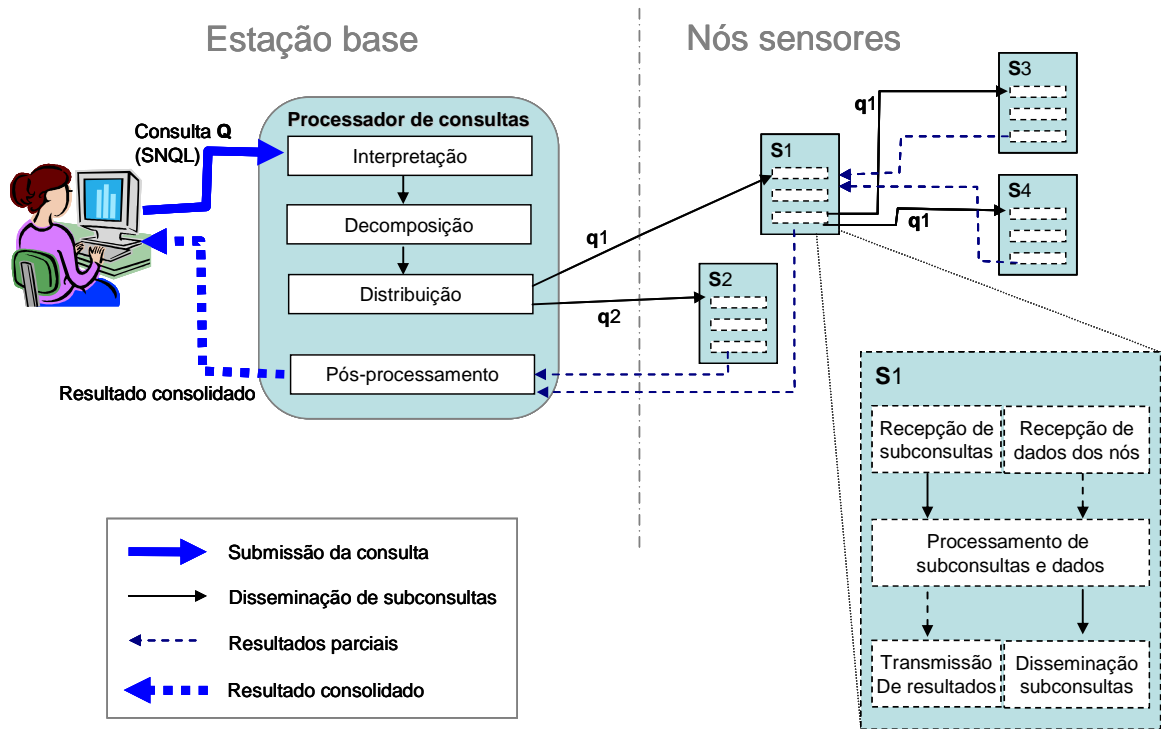 Estação base
Nós sensores
Consulta Q
(SNQL)
Processador de consultas
Interpretação
Decomposição
Distribuição
Pós-processamento
Resultado consolidado
q1
q2
S1
S2
q1
S3
q1
S4
S1
Recepção de
subconsultas
Recepção de
dados dos nós
Processamento de
subconsultas e dados
Transmissão
De resultados
Disseminação
subconsultas
Submissão da consulta
Disseminação de subconsultas
Resultados parciais
Resultado consolidado